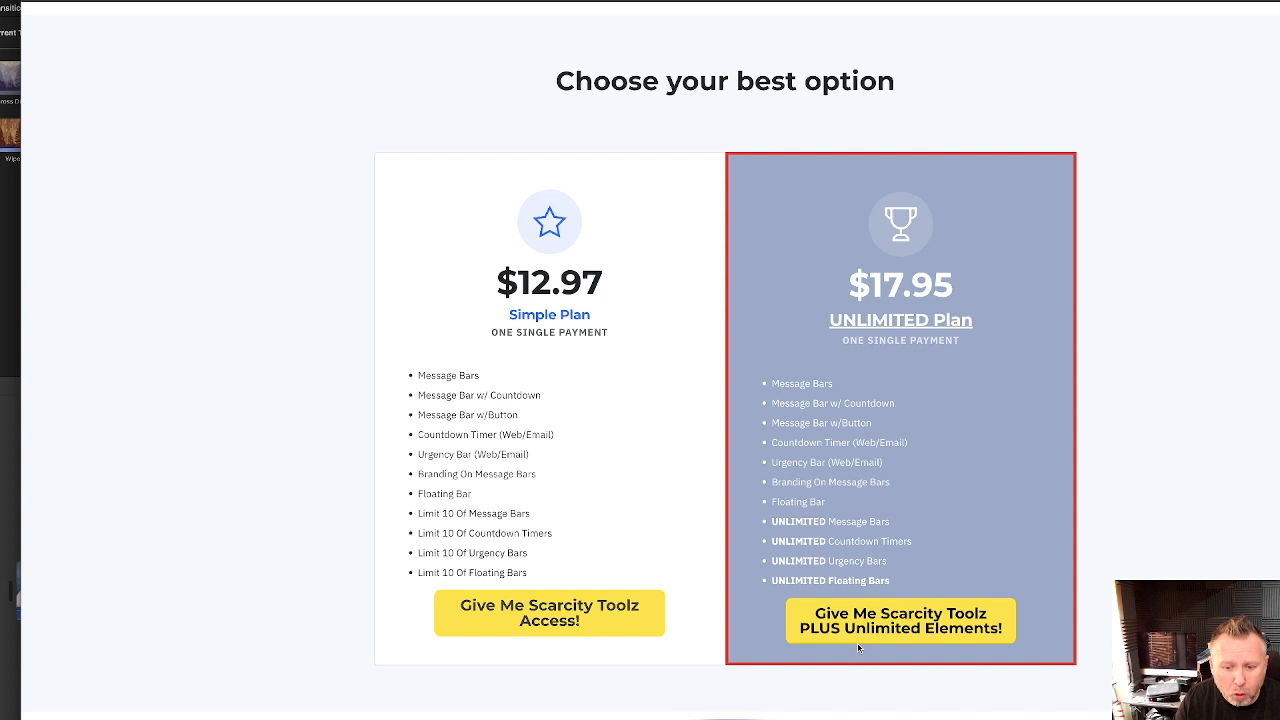 nsitio
rent T
ross Di
Wipe
Choose your best option
$12.97
Simple Plan
ONE SINGLE PAYMENT
• Message Bars
• Message Bar w/ Countdown
• Message Bar w/Button
• Countdown Timer (Web/Email)
• Urgency Bar (Web/Email)
• Branding On Message Bars
• Floating Bar
• Limit 10 Of Message Bars
• Limit 10 Of Countdown Timers
• Limit 10 Of Urgency Bars
• Limit 10 Of Floating Bars
Give Me Scarcity Toolz
Access!
$17.95
UNLIMITED Plan
ONE SINGLE PAYMENT
• Message Bars
• Message Bar w/ Countdown
• Message Bar w/Button
• Countdown Timer (Web/Email)
• Urgency Bar (Web/Email)
• Branding On Message Bars
• Floating Bar
• UNLIMITED Message Bars
• UNLIMITED Countdown Timers
• UNLIMITED Urgency Bars
• UNLIMITED Floating Bars
Give Me Scarcity Toolz
PLUS Unlimited Elements!